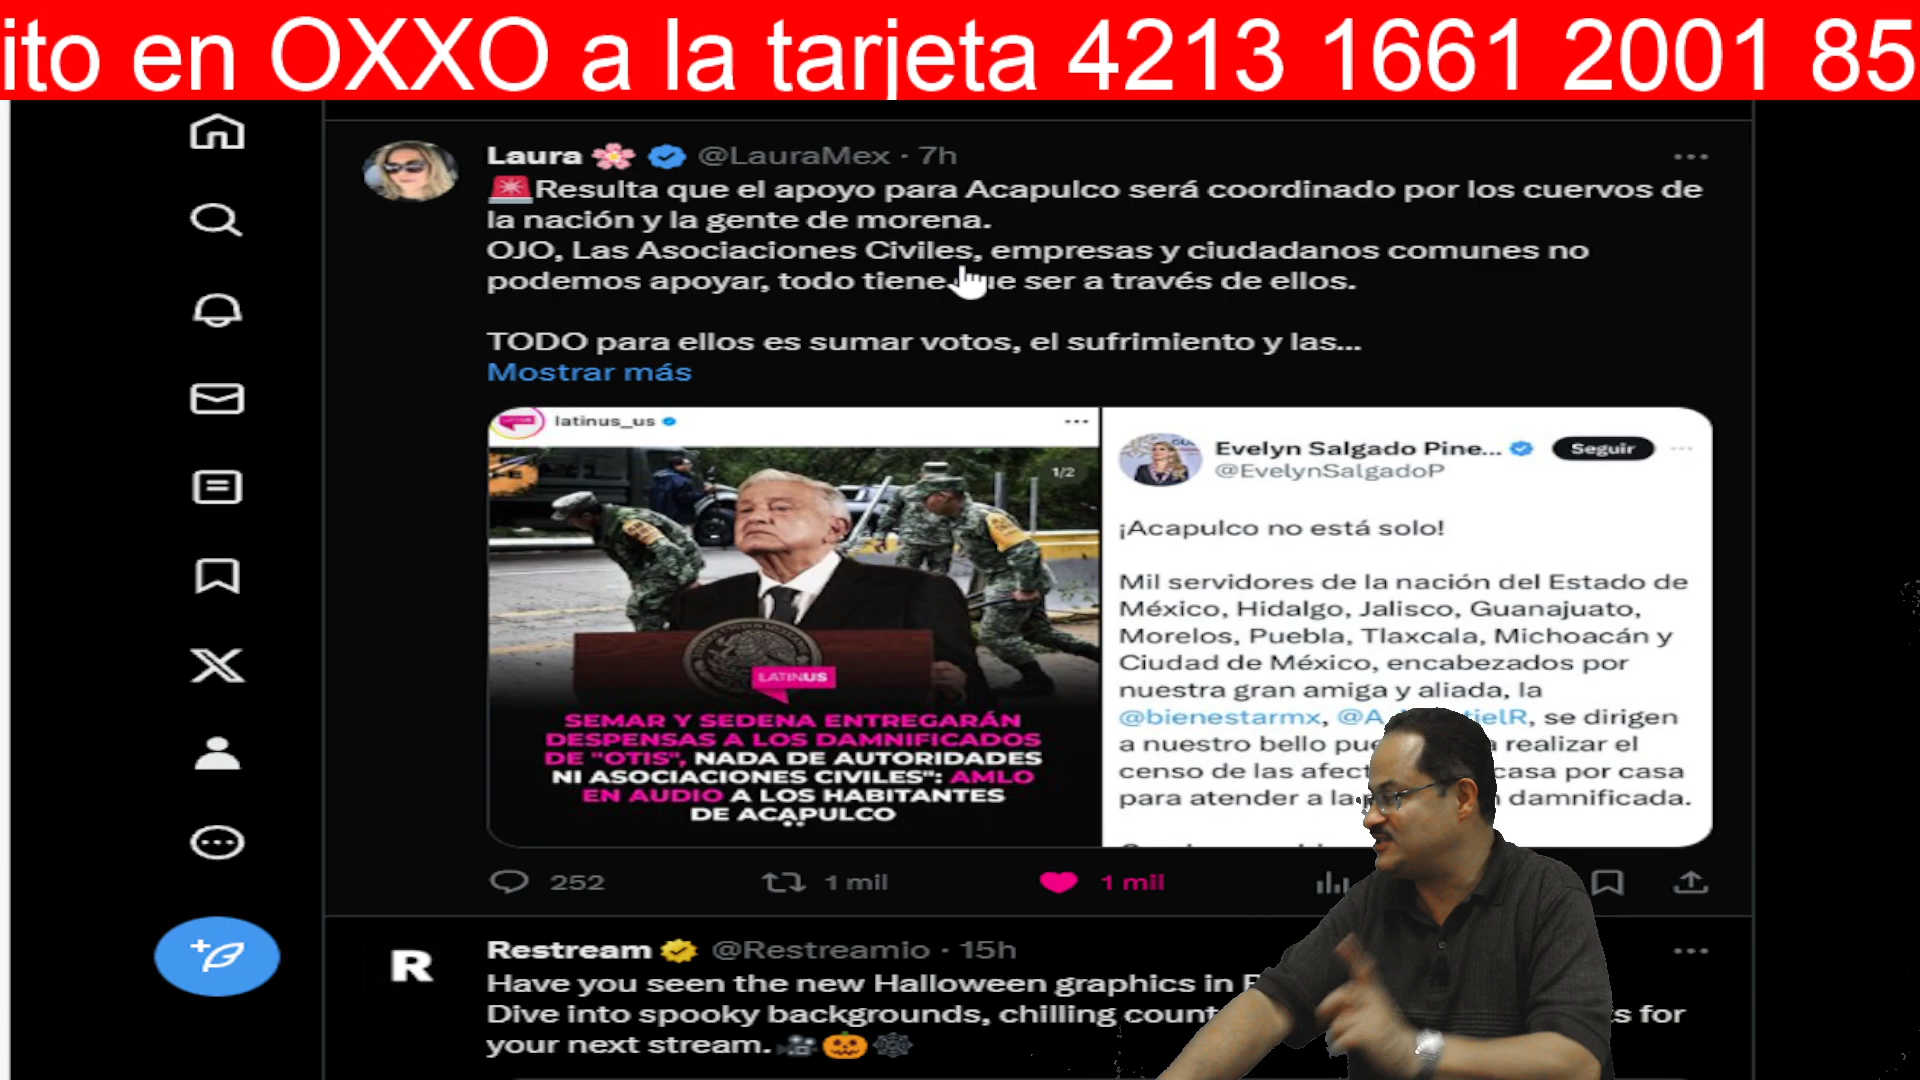 ito en OXXO a la tarjeta 4213 1661 2001 85
Laura @LauraMex · 7h
Resulta que el apoyo para Acapulco será coordinado por los cuervos de
la nación y la gente de morena.
OJO, Las Asociaciones Civiles, empresas y ciudadanos comunes no
podemos apoyar, todo tiene ue ser a través de ellos.
TODO para ellos es sumar votos, el sufrimiento y las...
Mostrar más
latinus_us
1/2
LATINUS
SEMAR Y SEDENA ENTREGARÁN
DESPENSAS A LOS DAMNIFICADOS
DE "OTIS", NADA DE AUTORIDADES
NI ASOCIACIONES CIVILES": AMLO
EN AUDIO A LOS HABITANTES
DE ACAPULCO
Evelyn Salgado Pine... Seguir
@EvelynSalgadoP
¡Acapulco no está solo!
Mil servidores de la nación del Estado de
México, Hidalgo, Jalisco, Guanajuato,
Morelos, Puebla, Tlaxcala, Michoacán y
Ciudad de México, encabezados por
nuestra gran amiga y aliada, la
@bienestarmx, @A tielR, se dirigen
a nuestro bello pue realizar el
censo de las afect casa por casa
para atender a la damnificada.
252 1 mil 1 mil
Restream @Restreamio · 15h
Have you seen the new Halloween graphics in
Dive into spooky backgrounds, chilling count s for
your next stream.